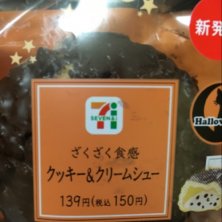 新発
7
SEVEN&i
Hallow
ざくざく食感
クッキー&クリームシュー
139円(税込150円)